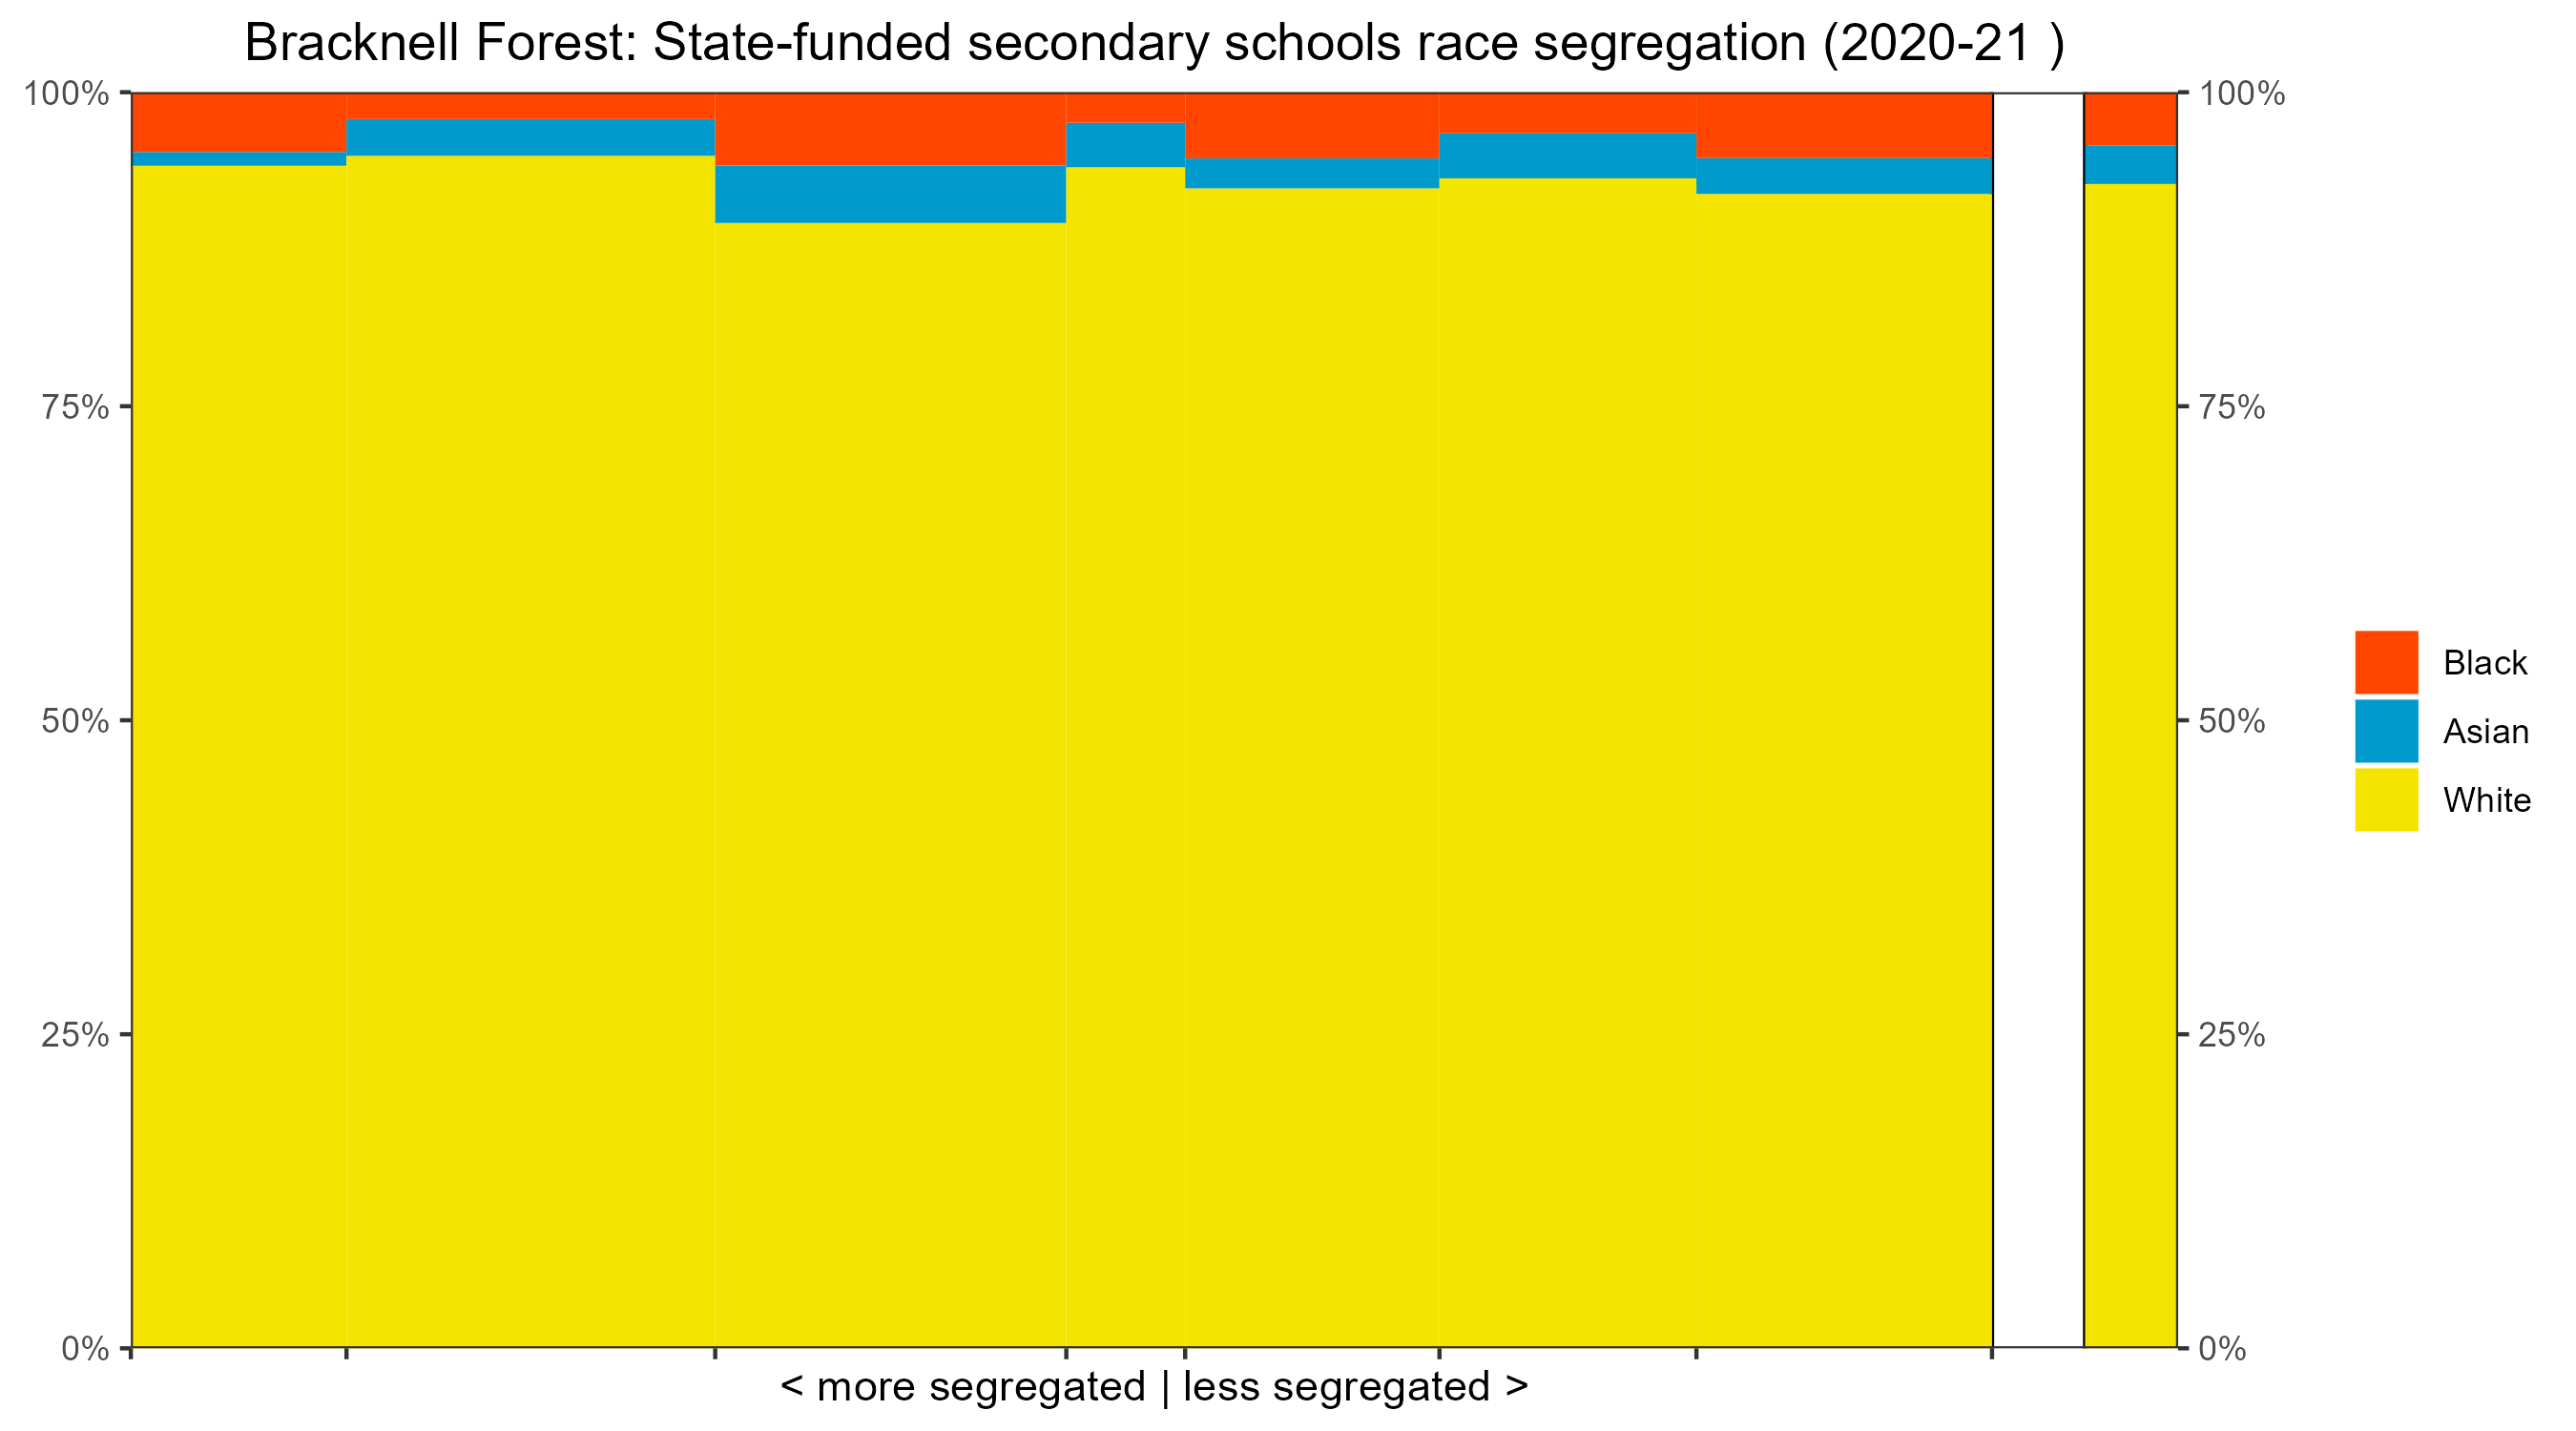 Bracknell Forest: State-funded secondary schools race segregation (2020-21 )
100%
75%
50%
25%
0%
100%
75%
50%
25%
0%
Black
Asian
White
< more segregated | less segregated >